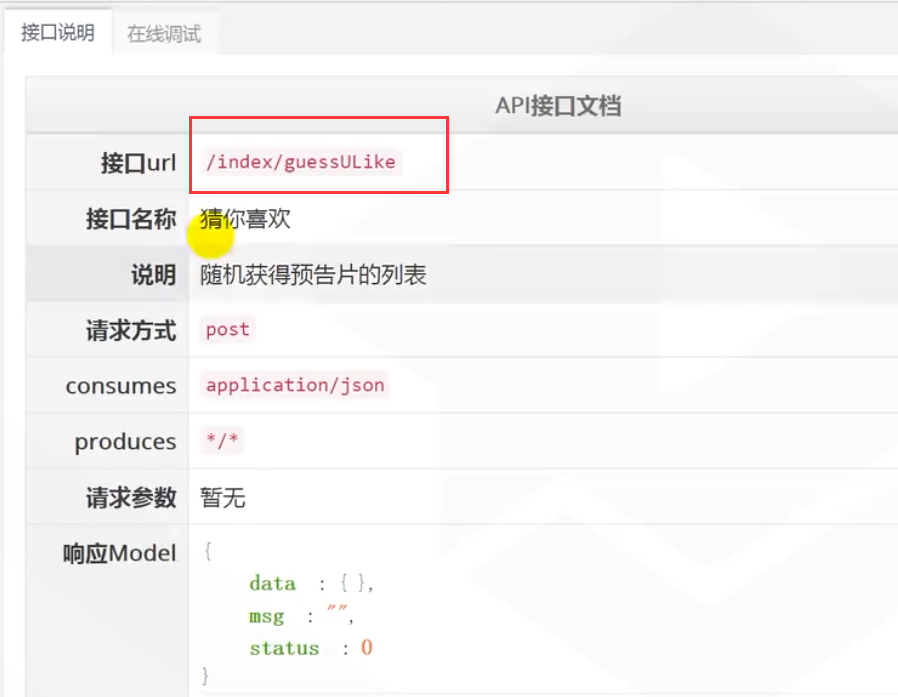 接口说明 在线调试
API接口文档
接口url /index/guessULike
接口名称 猜你喜欢
说明 随机获得预告片的列表
请求方式 post
consumes application/json
produces */*
请求参数 暂无
响应Model {
data : { },
msg : "",
status : 0
}